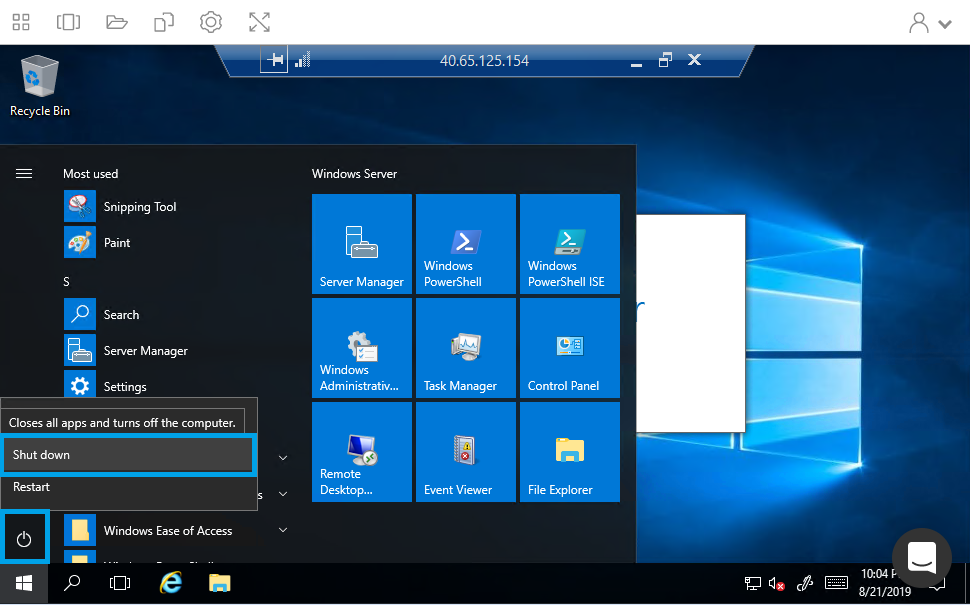 40.65.125.154
Recycle Bin
Most used
Snipping Tool
Paint
S
Search
Server Manager
Settings
Closes all apps and turns off the computer.
Shut down
Restart
s
Windows Ease of Access
Windows Server
Server Manager
Windows
PowerShell
Windows
PowerShell ISE
Windows
Administrativ...
Task Manager
Control Panel
Remote
Desktop...
Event Viewer
File Explorer
r
10:04 P
8/21/2019